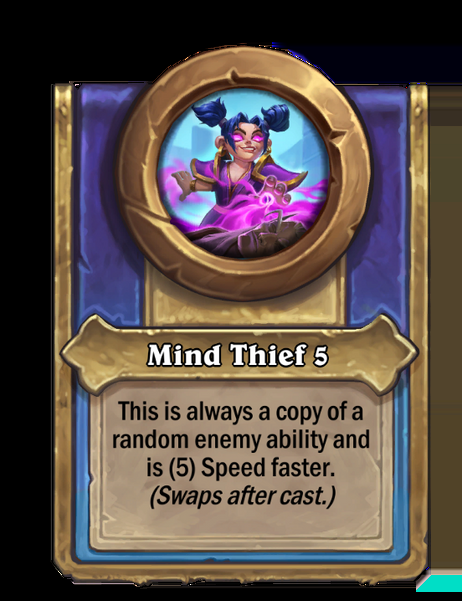 Mind Thief 5
This is always a copy of a
random enemy ability and
is (5) Speed faster.
(Swaps after cast.)